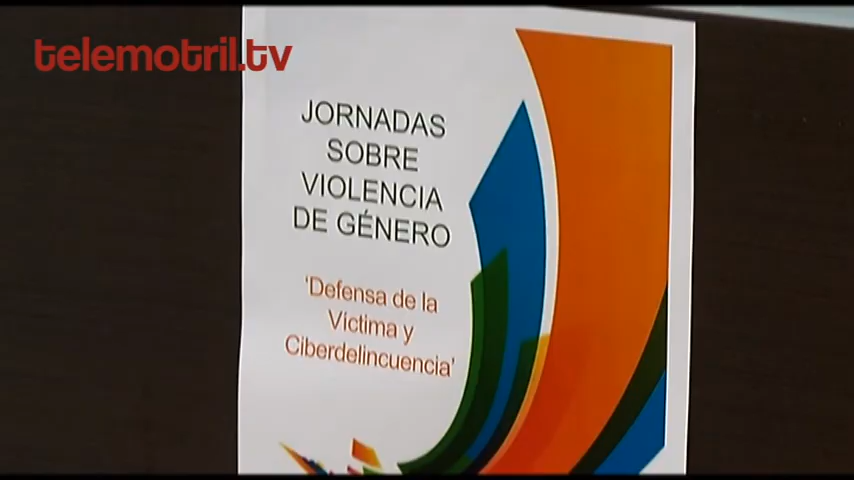 telemotril.tv
JORNADAS
SOBRE
VIOLENCIA
DE GÉNERO
'Defensa de la
Víctima y
Ciberdelincuencia'